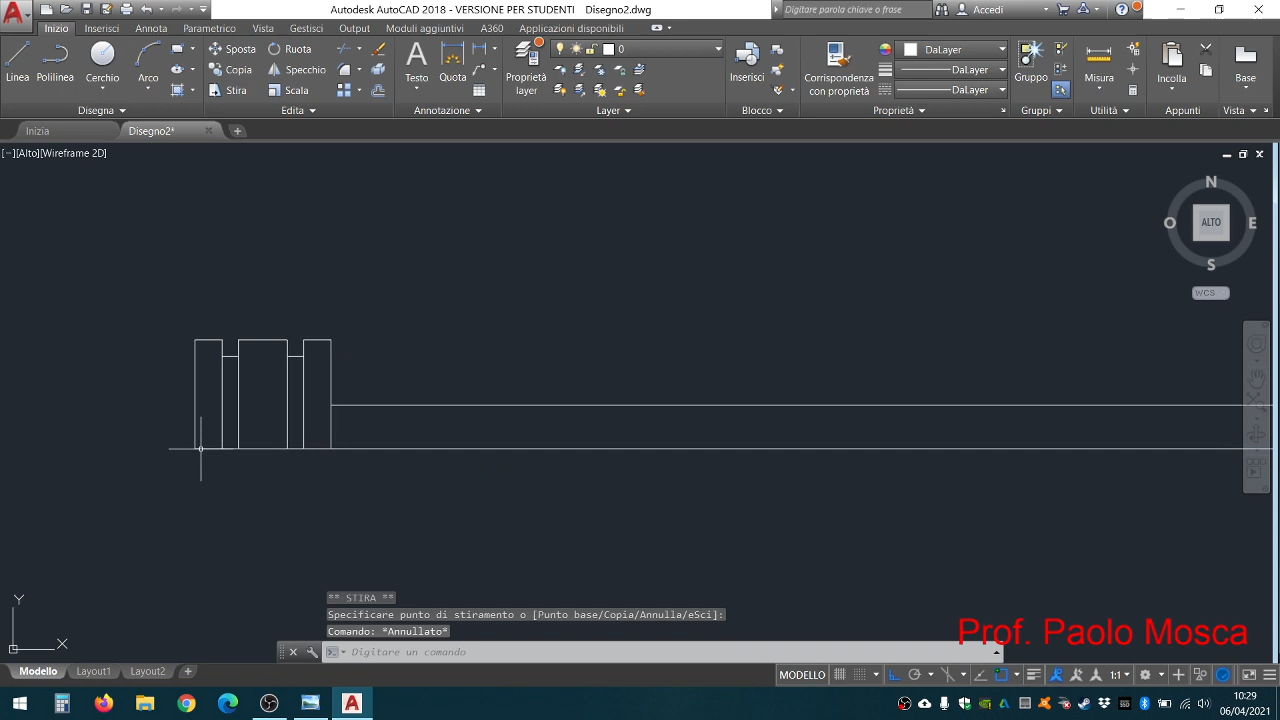 Autodesk AutoCAD 2018 - VERSIONE PER STUDENTI Disegno2.dwg
Digitare parola chiave o frase
Accedi
Inizio Inserisci Annota Parametrico Vista Gestisci Output Moduli aggiuntivi A360 Applicazioni disponibili
Linea Polilinea Cerchio Arco
Sposta Ruota
Copia Specchio
Stira Scala
Testo Quota
Proprietà
layer
0
Inserisci
Corrispondenza
con proprietà
DaLayer
DaLayer
DaLayer
Gruppo
Misura
Incolla
Base
Disegna Edita Annotazione Layer Blocco Proprietà Gruppi Utilità Appunti Vista
Inizia Disegno2*
[−][Alto][Wireframe 2D]
N
O ALTO E
S
WCS
** STIRA **
Specificare punto di stiramento o [Punto base/Copia/Annulla/eSci]:
Comando: *Annullato*
Digitare un comando
Y
X
Prof. Paolo Mosca
Modello Layout1 Layout2
MODELLO
1:1
10:29
06/04/2021